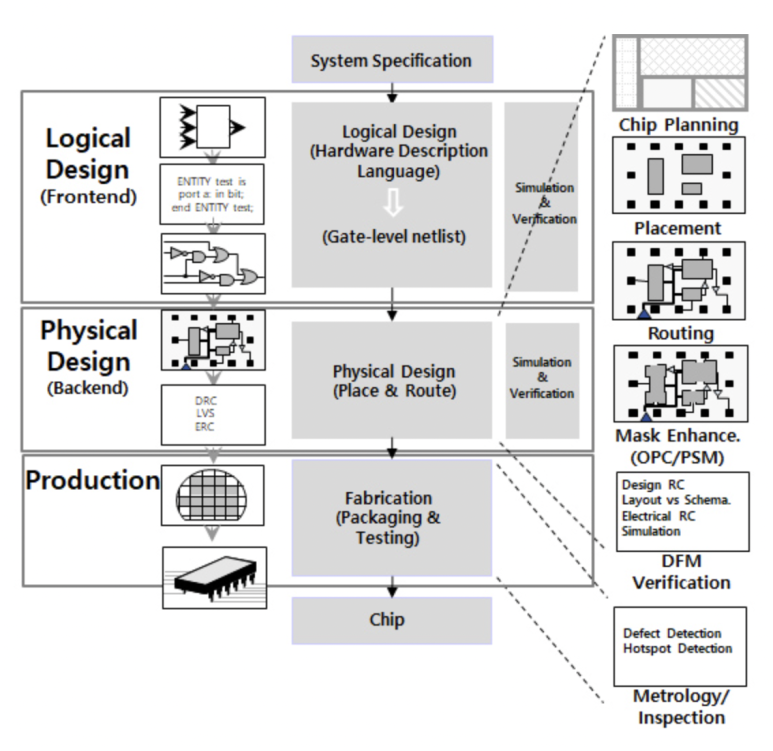 System Specification
Logical
Design
(Frontend)
ENTITY test is
port a: in bit;
end ENTITY test;
Logical Design
(Hardware Description
Language)
(Gate-level netlist)
Simulation
&
Verification
Physical
Design
(Backend)
DRC
LVS
ERC
Physical Design
(Place & Route)
Simulation
&
Verification
Production
Fabrication
(Packaging &
Testing)
Chip
Chip Planning
Placement
Routing
Mask Enhance.
(OPC/PSM)
Design RC
Layout vs Schema.
Electrical RC
Simulation
DFM
Verification
Defect Detection
Hotspot Detection
Metrology/
Inspection